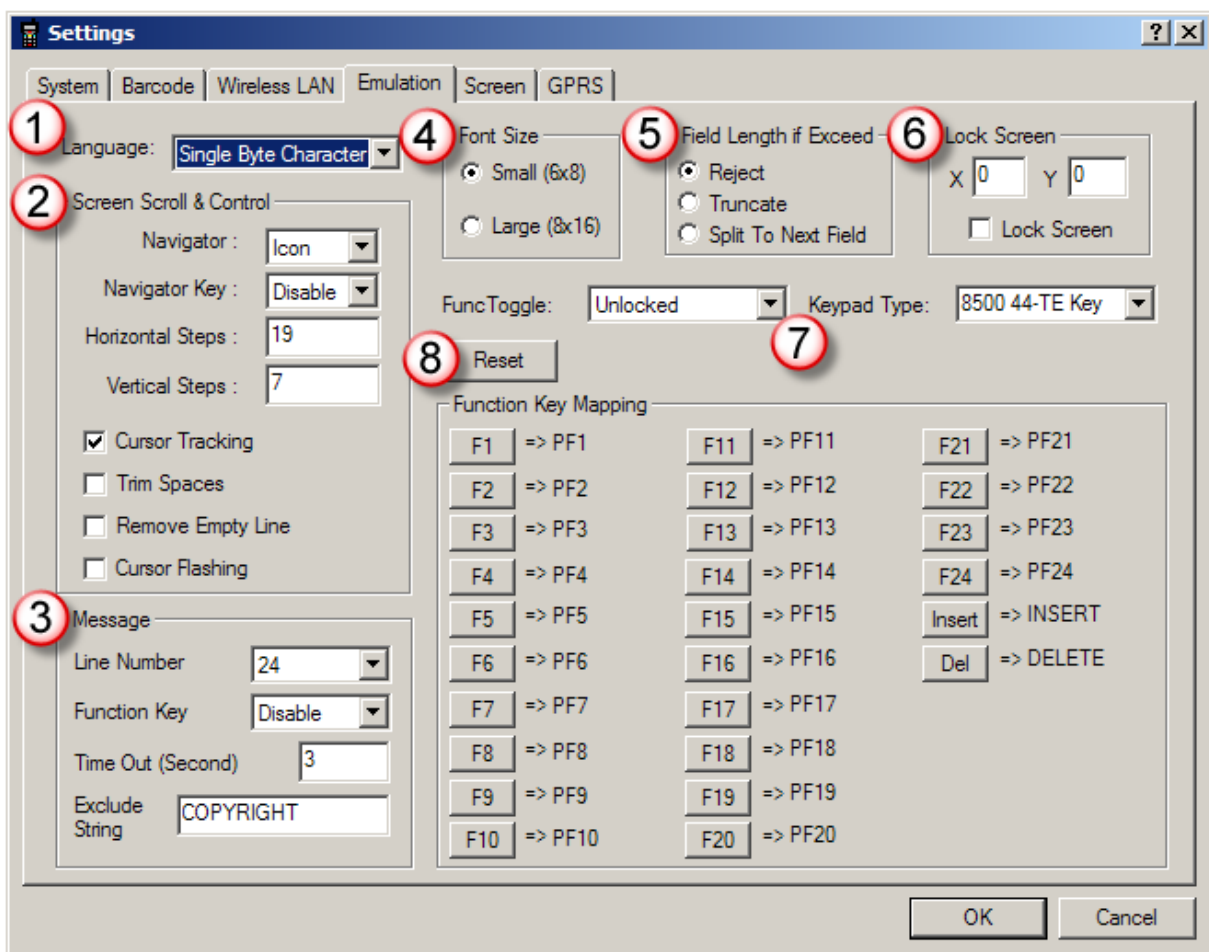 Settings
System Barcode Wireless LAN Emulation Screen GPRS
1
Language: Single Byte Character
2
Screen Scroll & Control
Navigator : Icon
Navigator Key : Disable
Horizontal Steps : 19
Vertical Steps : 7
Cursor Tracking
Trim Spaces
Remove Empty Line
Cursor Flashing
3
Message
Line Number 24
Function Key Disable
Time Out (Second) 3
Exclude
String
COPYRIGHT
4
Font Size
Small (6x8)
Large (8x16)
5
Field Length if Exceed
Reject
Truncate
Split To Next Field
6
Lock Screen
X 0 Y 0
Lock Screen
FuncToggle: Unlocked
7
Keypad Type: 8500 44-TE Key
8
Reset
Function Key Mapping
F1 => PF1 F11 => PF11 F21 => PF21
F2 => PF2 F12 => PF12 F22 => PF22
F3 => PF3 F13 => PF13 F23 => PF23
F4 => PF4 F14 => PF14 F24 => PF24
F5 => PF5 F15 => PF15 Insert => INSERT
F6 => PF6 F16 => PF16 Del => DELETE
F7 => PF7 F17 => PF17
F8 => PF8 F18 => PF18
F9 => PF9 F19 => PF19
F10 => PF10 F20 => PF20
OK Cancel